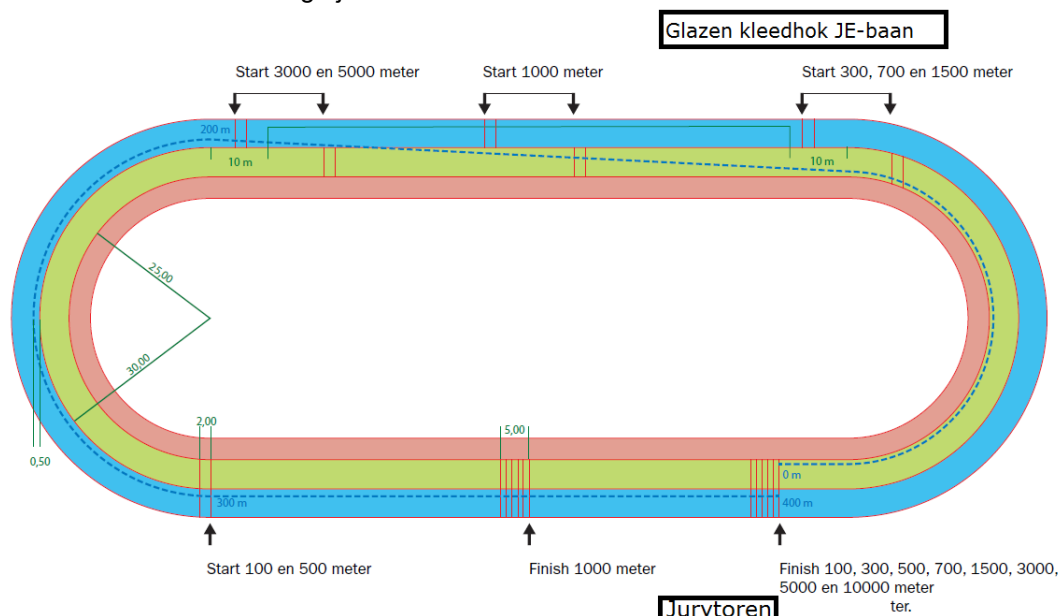 Glazen kleedhok JE-baan
Start 3000 en 5000 meter
Start 1000 meter
Start 300, 700 en 1500 meter
200 m
10 m
10 m
25,00
30,00
2,00
5,00
0,50
0 m
300 m
400 m
Start 100 en 500 meter
Finish 1000 meter
Finish 100, 300, 500, 700, 1500, 3000,
5000 en 10000 meter
ter.
Jurytoren